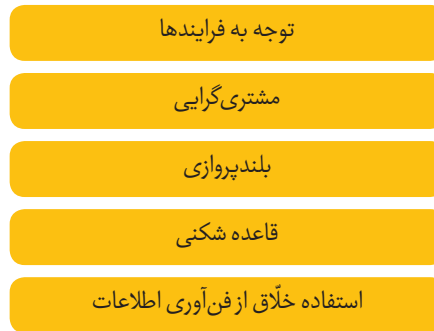 توجه به فرایندها
مشتری‌گرایی
بلندپروازی
قاعده شکنی
استفاده خلّاق از فن‌آوری اطلاعات